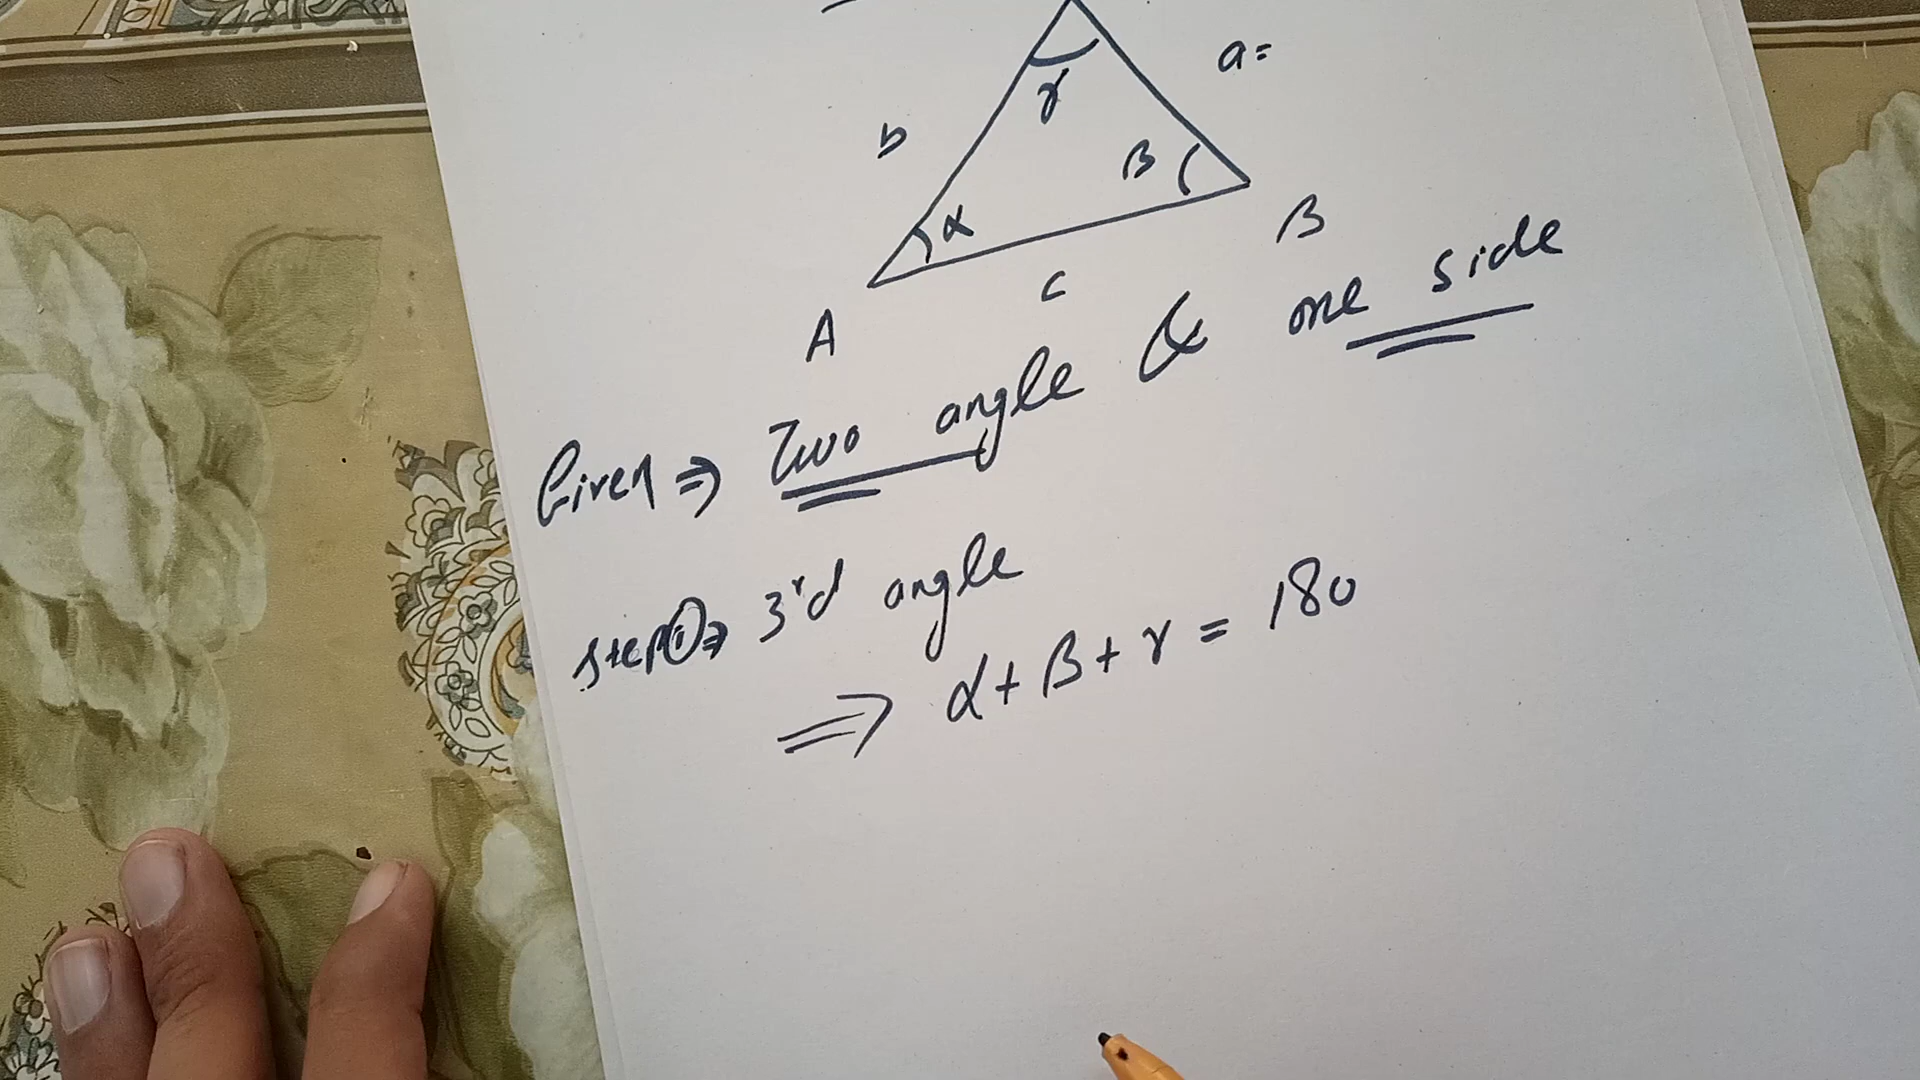 a=
γ
b
β
α
B
c
A
Given ⇒ Two angle & one side
step① ⇒ 3rd angle
⇒ α + β + γ = 180